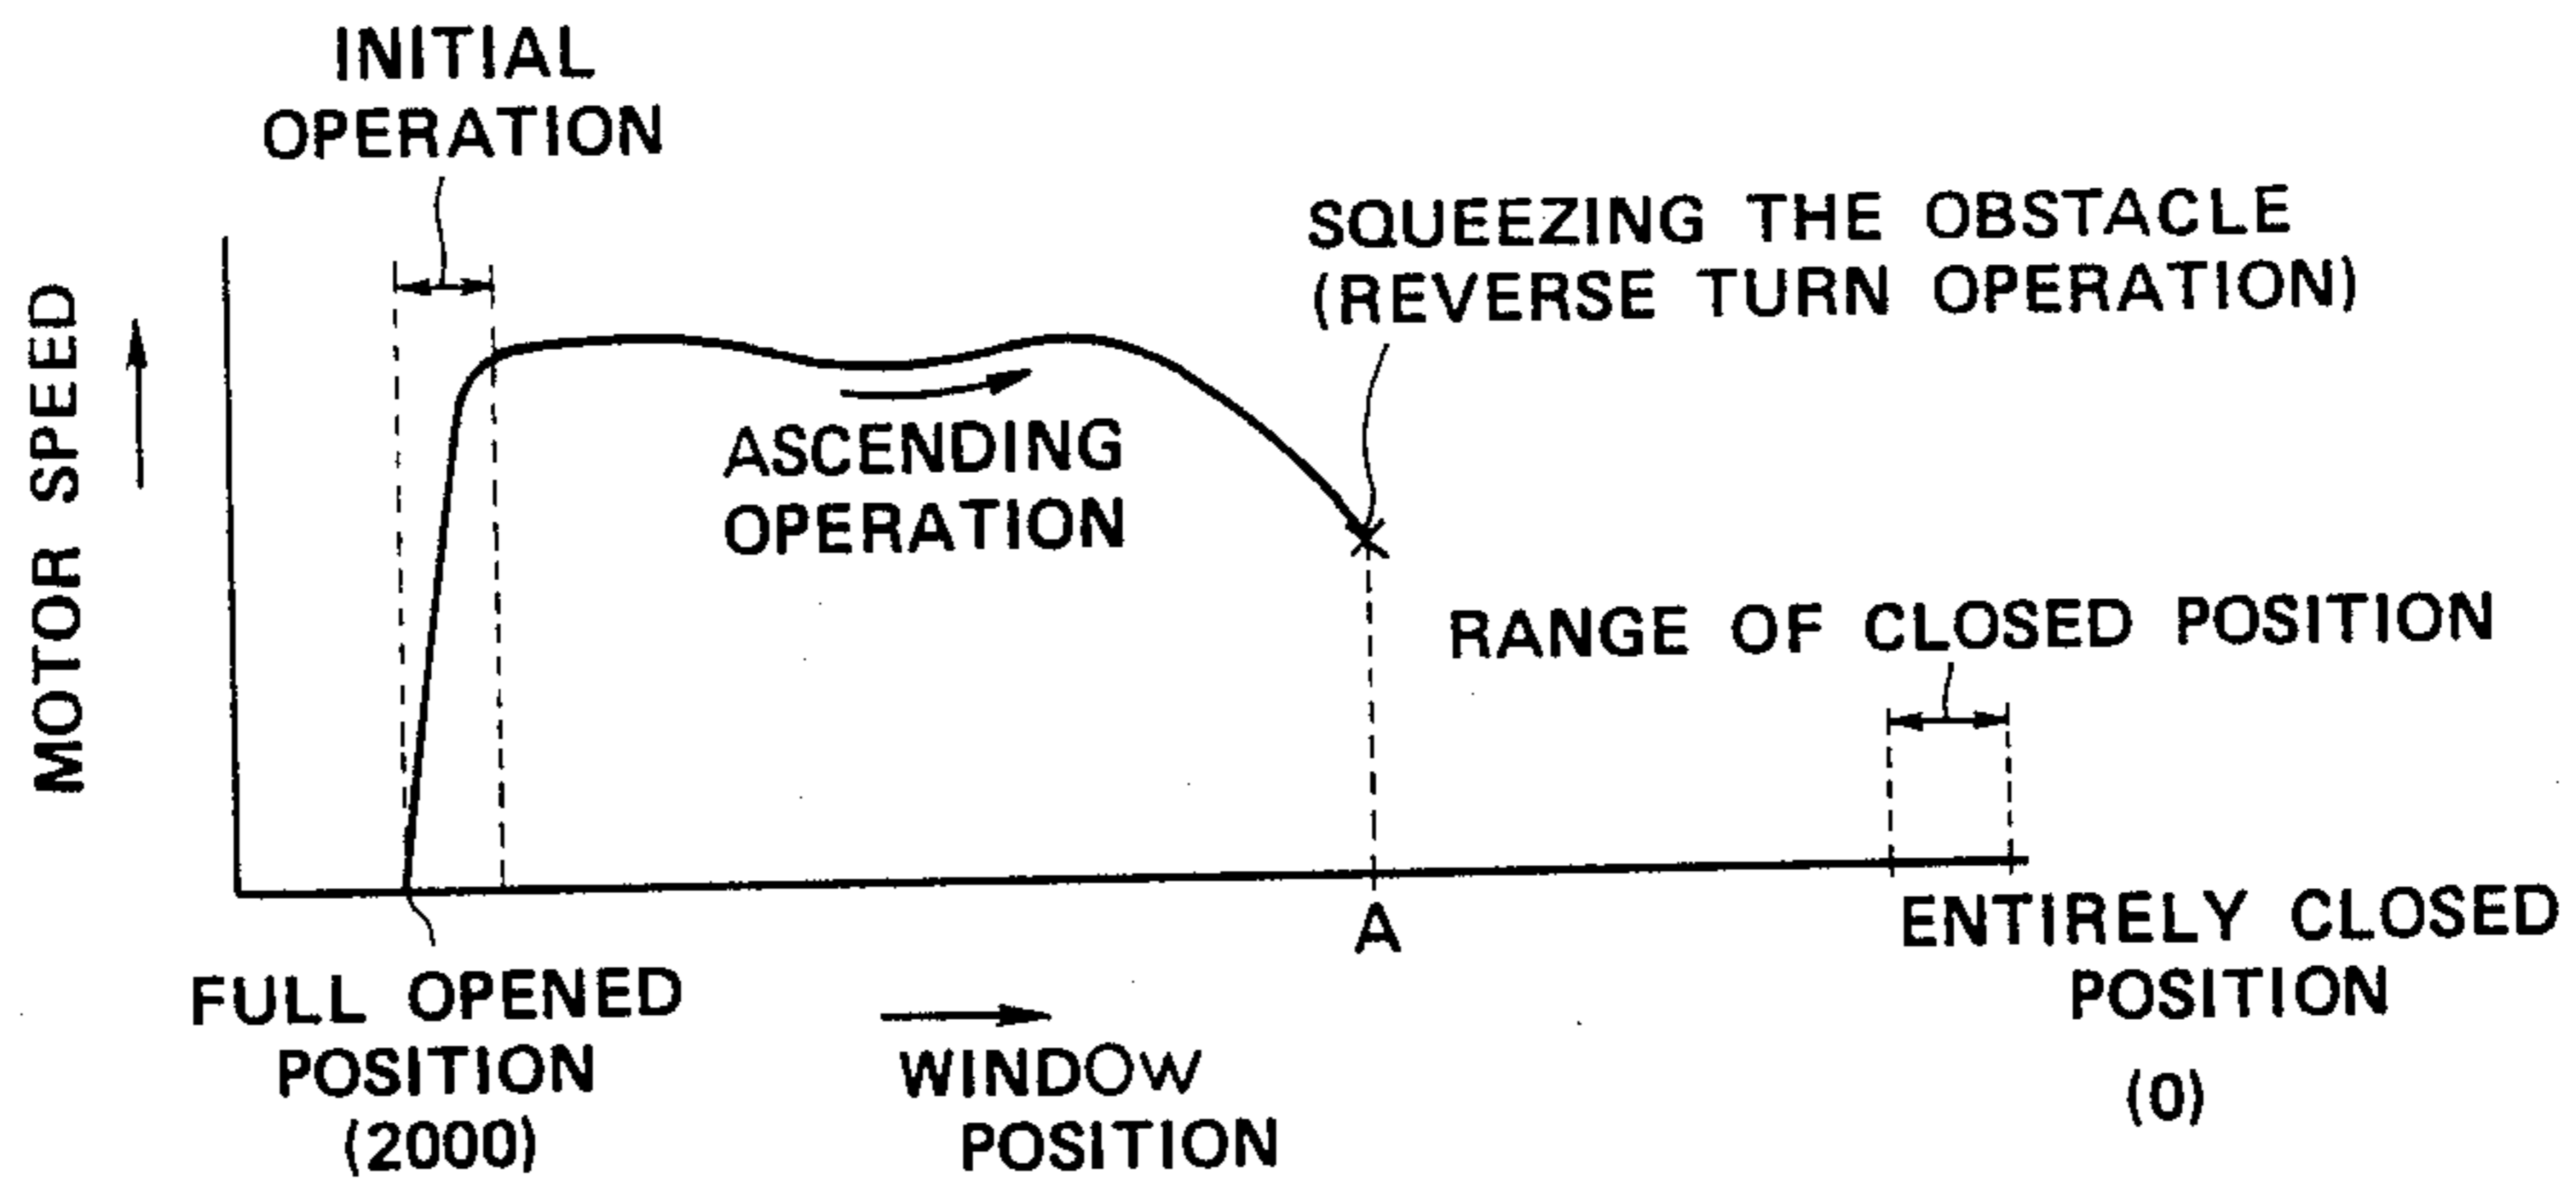 INITIAL
OPERATION
SQUEEZING THE OBSTACLE
(REVERSE TURN OPERATION)
MOTOR SPEED
ASCENDING
OPERATION
RANGE OF CLOSED POSITION
A
ENTIRELY CLOSED
POSITION
(0)
FULL OPENED
POSITION
(2000)
WINDOW
POSITION